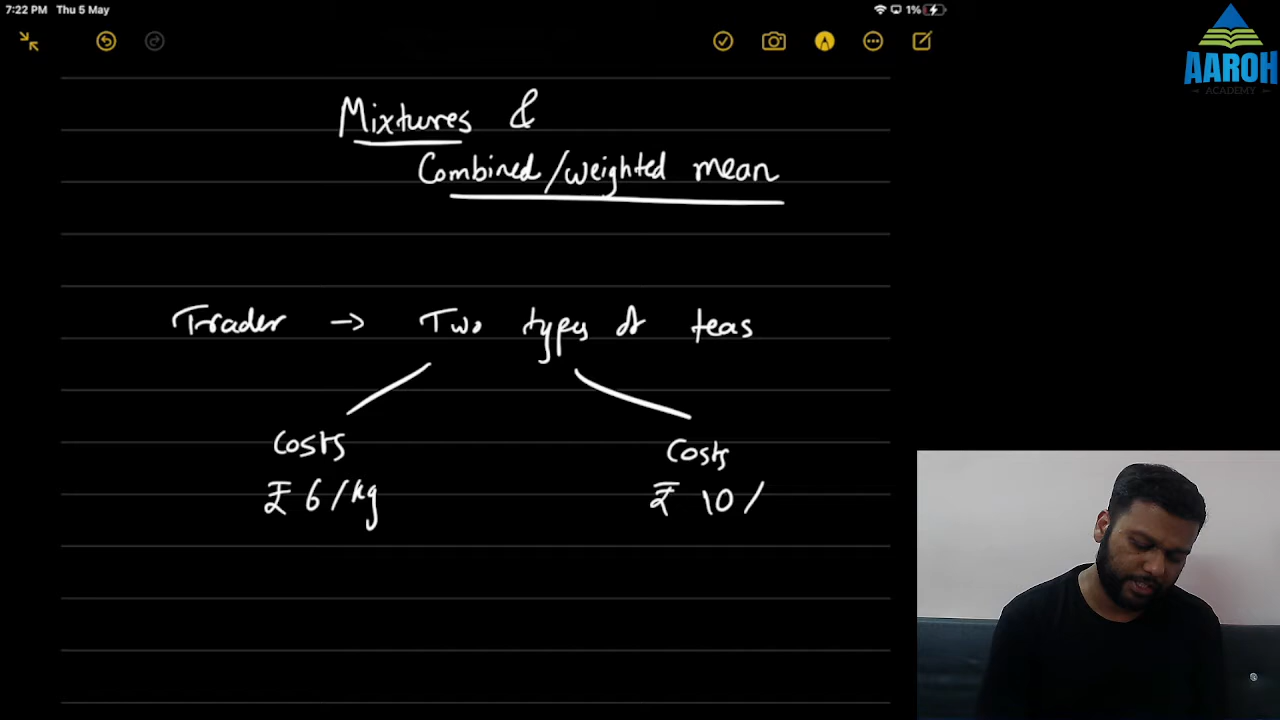 7:22 PM Thu 5 May
1%
AAROH
ACADEMY
Mixtures &
Combined/weighted mean
Trader → Two types of teas
Costs Costs
₹ 6/kg ₹ 10/